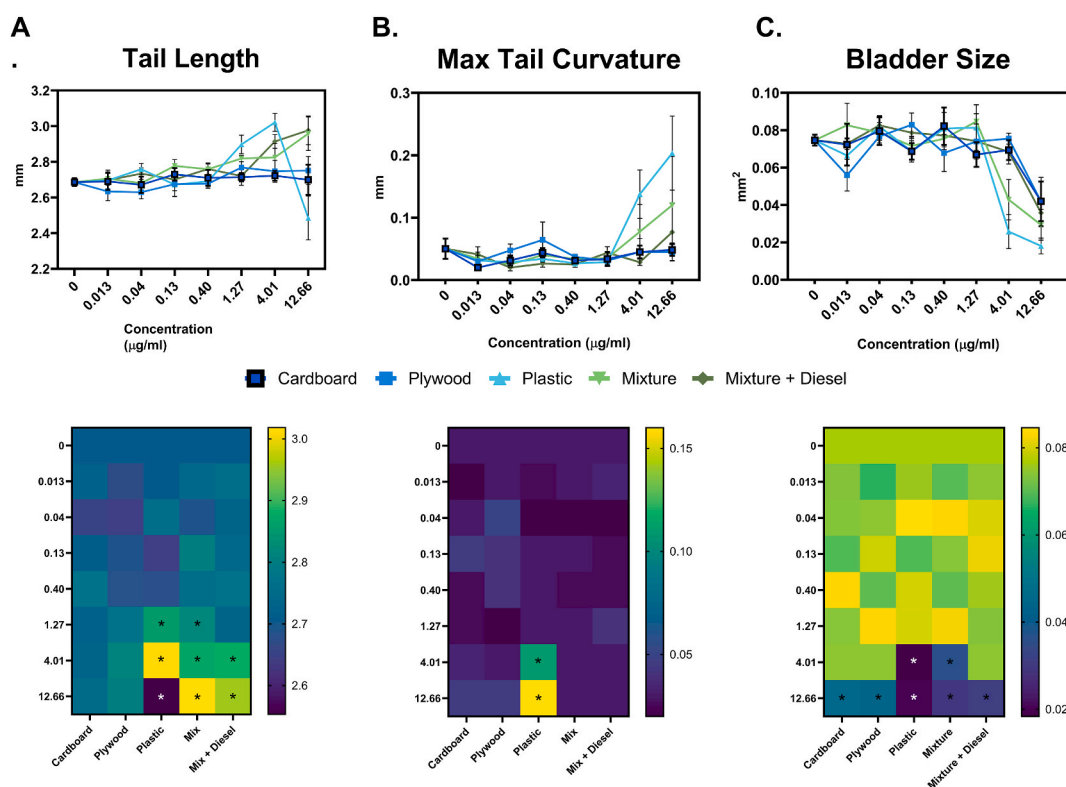 A
.
B.
C.
Tail Length
Max Tail Curvature
Bladder Size
mm
3.2
3.0
2.8
2.6
2.4
2.2
0
0.013
0.04
0.13
0.40
1.27
4.01
12.66
Concentration
(μg/ml)
mm
0.3
0.2
0.1
0.0
0
0.013
0.04
0.13
0.40
1.27
4.01
12.66
Concentration (μg/ml)
mm²
0.10
0.08
0.06
0.04
0.02
0.00
0
0.013
0.04
0.13
0.40
1.27
4.01
12.66
Concentration (μg/ml)
Cardboard Plywood Plastic Mixture Mixture + Diesel
0
0.013
0.04
0.13
0.40
1.27 * *
4.01 * * *
12.66 * * *
Cardboard
Plywood
Plastic
Mix
Mix + Diesel
3.0
2.9
2.8
2.7
2.6
0
0.013
0.04
0.13
0.40
1.27
4.01 *
12.66 *
Cardboard
Plywood
Plastic
Mix
Mix + Diesel
0.15
0.10
0.05
0
0.013
0.04
0.13
0.40
1.27
4.01 * *
12.66 * * * * *
Cardboard
Plywood
Plastic
Mixture
Mixture + Diesel
0.08
0.06
0.04
0.02